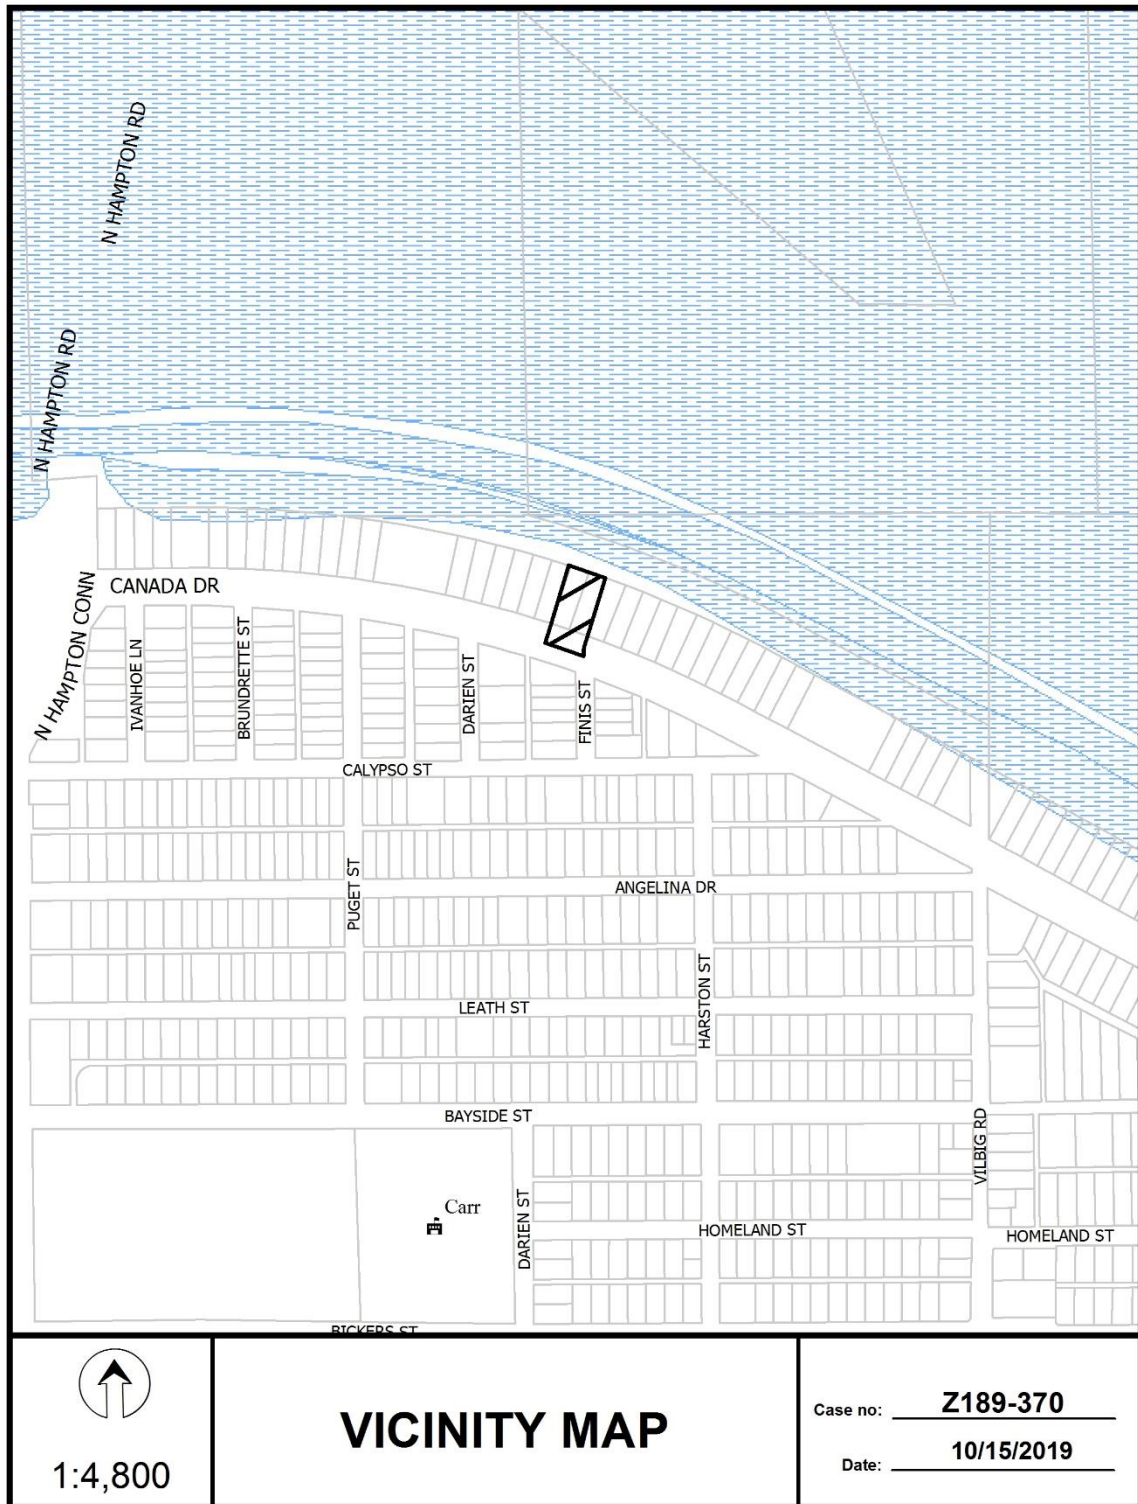 N HAMPTON RD
N HAMPTON RD
CANADA DR
N HAMPTON CONN
IVANHOE LN
BRUNDRETTE ST
DARIEN ST
FINIS ST
CALYPSO ST
PUGET ST
ANGELINA DR
LEATH ST
HARSTON ST
BAYSIDE ST
VILBIG RD
Carr
DARIEN ST
HOMELAND ST
HOMELAND ST
BICKERS ST
1:4,800
VICINITY MAP
Case no: Z189-370
Date: 10/15/2019